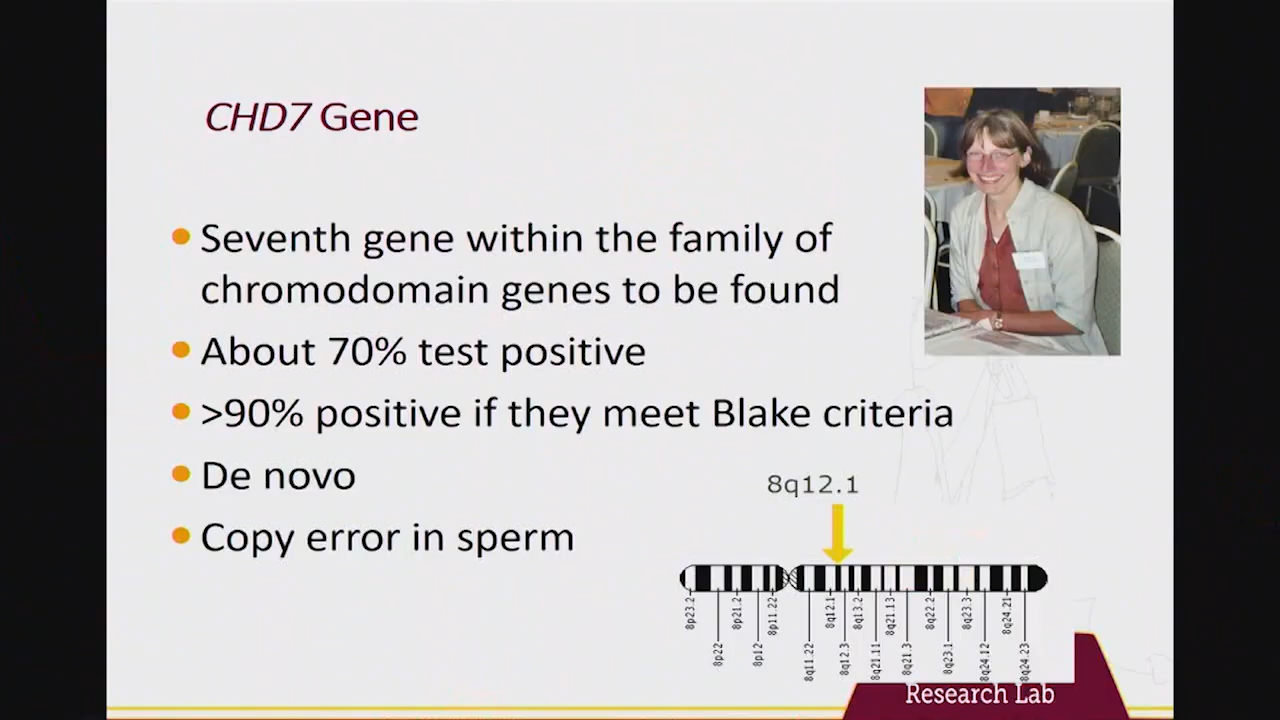 CHD7 Gene
Seventh gene within the family of
chromodomain genes to be found
About 70% test positive
>90% positive if they meet Blake criteria
De novo
Copy error in sperm
8q12.1
8p23.2
8p22
8p21.2
8p12
8p11.22
8q11.22
8q12.1
8q12.3
8q13.2
8q21.11
8q21.13
8q21.3
8q22.2
8q23.1
8q23.3
8q24.12
8q24.21
8q24.23
Research Lab